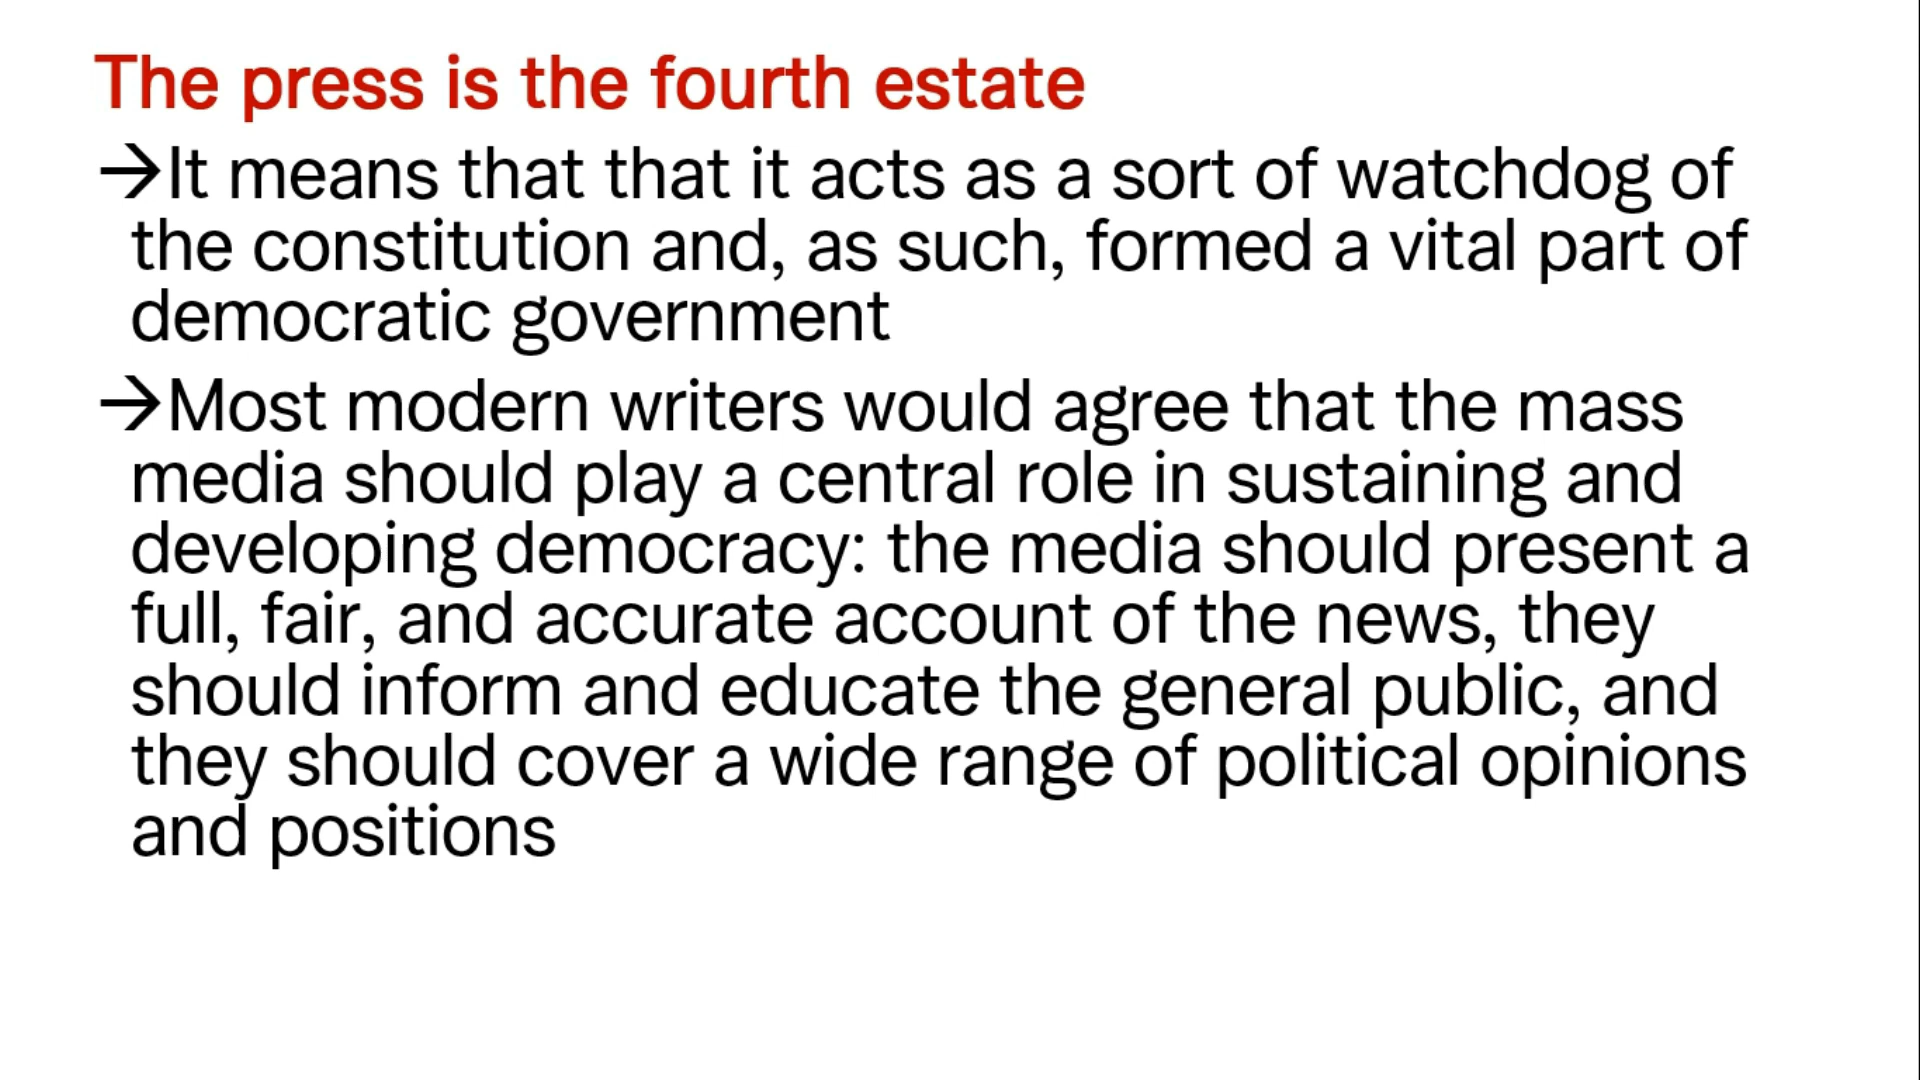 The press is the fourth estate
→It means that that it acts as a sort of watchdog of
the constitution and, as such, formed a vital part of
democratic government
→Most modern writers would agree that the mass
media should play a central role in sustaining and
developing democracy: the media should present a
full, fair, and accurate account of the news, they
should inform and educate the general public, and
they should cover a wide range of political opinions
and positions